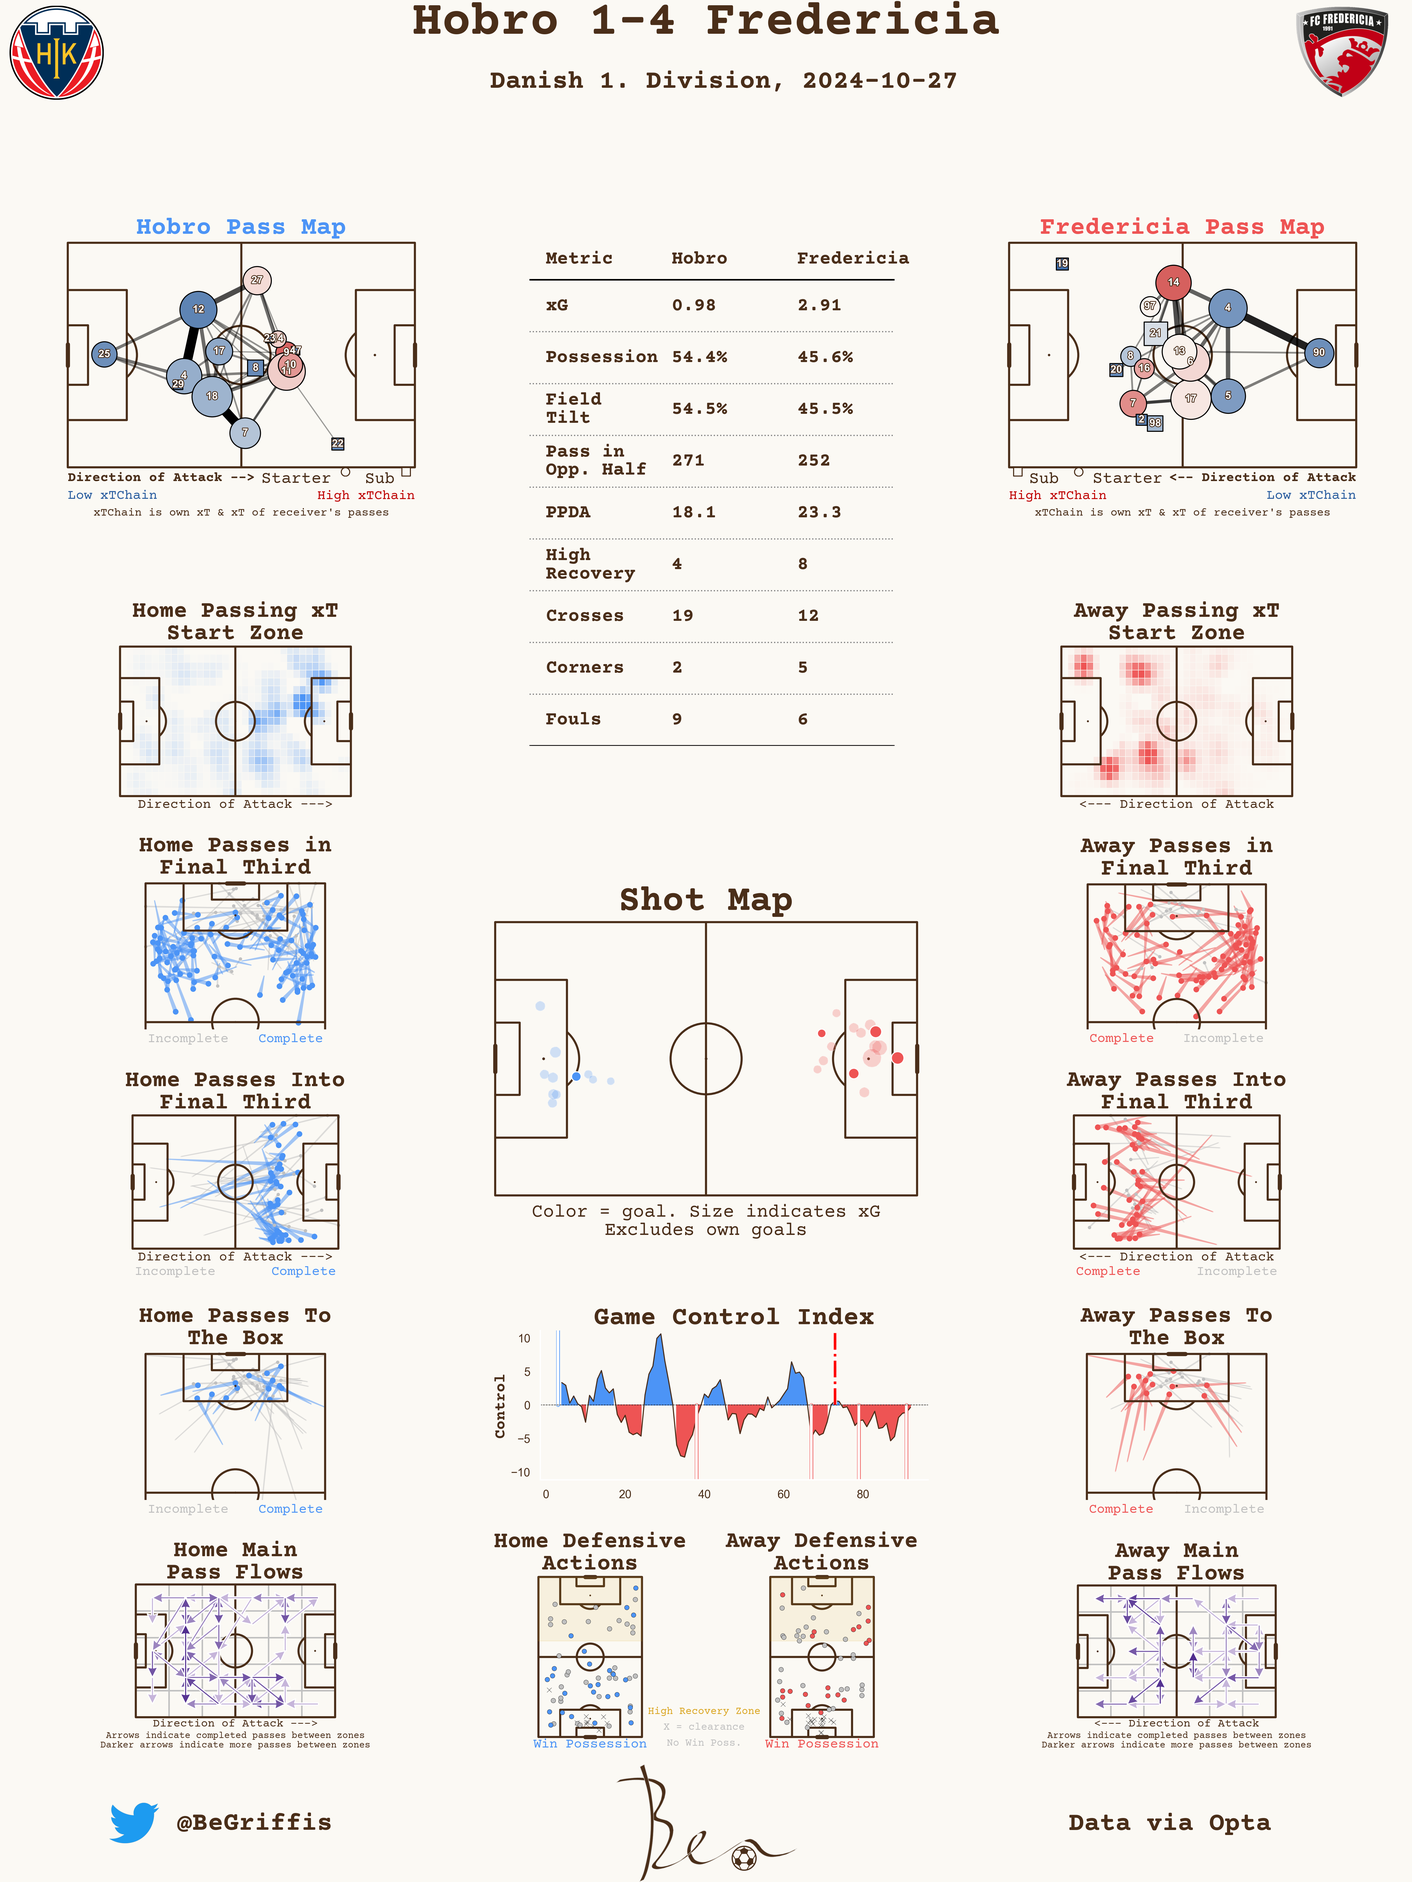 Hobro 1-4 Fredericia
Danish 1. Division, 2024-10-27
HIK
FC FREDERICIA
1991
Hobro Pass Map
27
12
23
4
9
47
10
11
17
25
8
4
29
18
7
22
Direction of Attack --> Starter Sub
Low xTChain High xTChain
xTChain is own xT & xT of receiver's passes
Metric Hobro Fredericia
xG 0.98 2.91
Possession 54.4% 45.6%
Field
Tilt 54.5% 45.5%
Pass in
Opp. Half 271 252
PPDA 18.1 23.3
High
Recovery 4 8
Crosses 19 12
Corners 2 5
Fouls 9 6
Fredericia Pass Map
19
14
97
4
21
13
90
8
6
20
16
7
17
5
2
98
Sub Starter <-- Direction of Attack
High xTChain Low xTChain
xTChain is own xT & xT of receiver's passes
Home Passing xT
Start Zone
Direction of Attack --->
Away Passing xT
Start Zone
<--- Direction of Attack
Home Passes in
Final Third
Incomplete Complete
Away Passes in
Final Third
Complete Incomplete
Shot Map
Color = goal. Size indicates xG
Excludes own goals
Home Passes Into
Final Third
Direction of Attack --->
Incomplete Complete
Away Passes Into
Final Third
<--- Direction of Attack
Complete Incomplete
Home Passes To
The Box
Incomplete Complete
Game Control Index
Control
10
5
0
−5
−10
0 20 40 60 80
Away Passes To
The Box
Complete Incomplete
Home Main
Pass Flows
Direction of Attack --->
Arrows indicate completed passes between zones
Darker arrows indicate more passes between zones
Home Defensive
Actions
Win Possession
Away Defensive
Actions
Win Possession
High Recovery Zone
X = clearance
No Win Poss.
Away Main
Pass Flows
<--- Direction of Attack
Arrows indicate completed passes between zones
Darker arrows indicate more passes between zones
@BeGriffis
Ben
Data via Opta